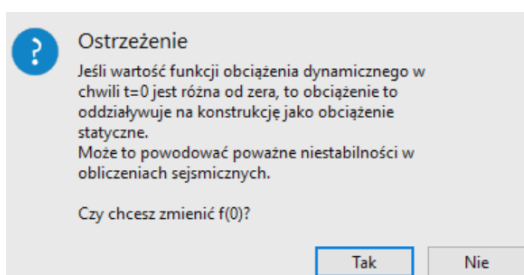 Ostrzeżenie
Jeśli wartość funkcji obciążenia dynamicznego w
chwili t=0 jest różna od zera, to obciążenie to
oddziaływuje na konstrukcję jako obciążenie
statyczne.
Może to powodować poważne niestabilności w
obliczeniach sejsmicznych.
Czy chcesz zmienić f(0)?
Tak
Nie